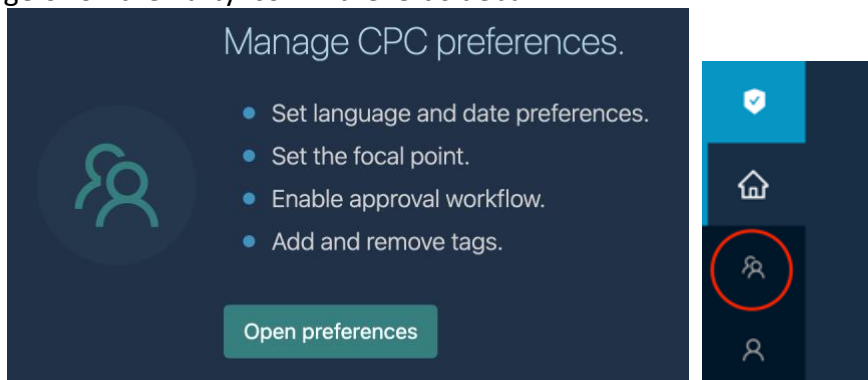 Manage CPC preferences.
Set language and date preferences.
Set the focal point.
Enable approval workflow.
Add and remove tags.
Open preferences